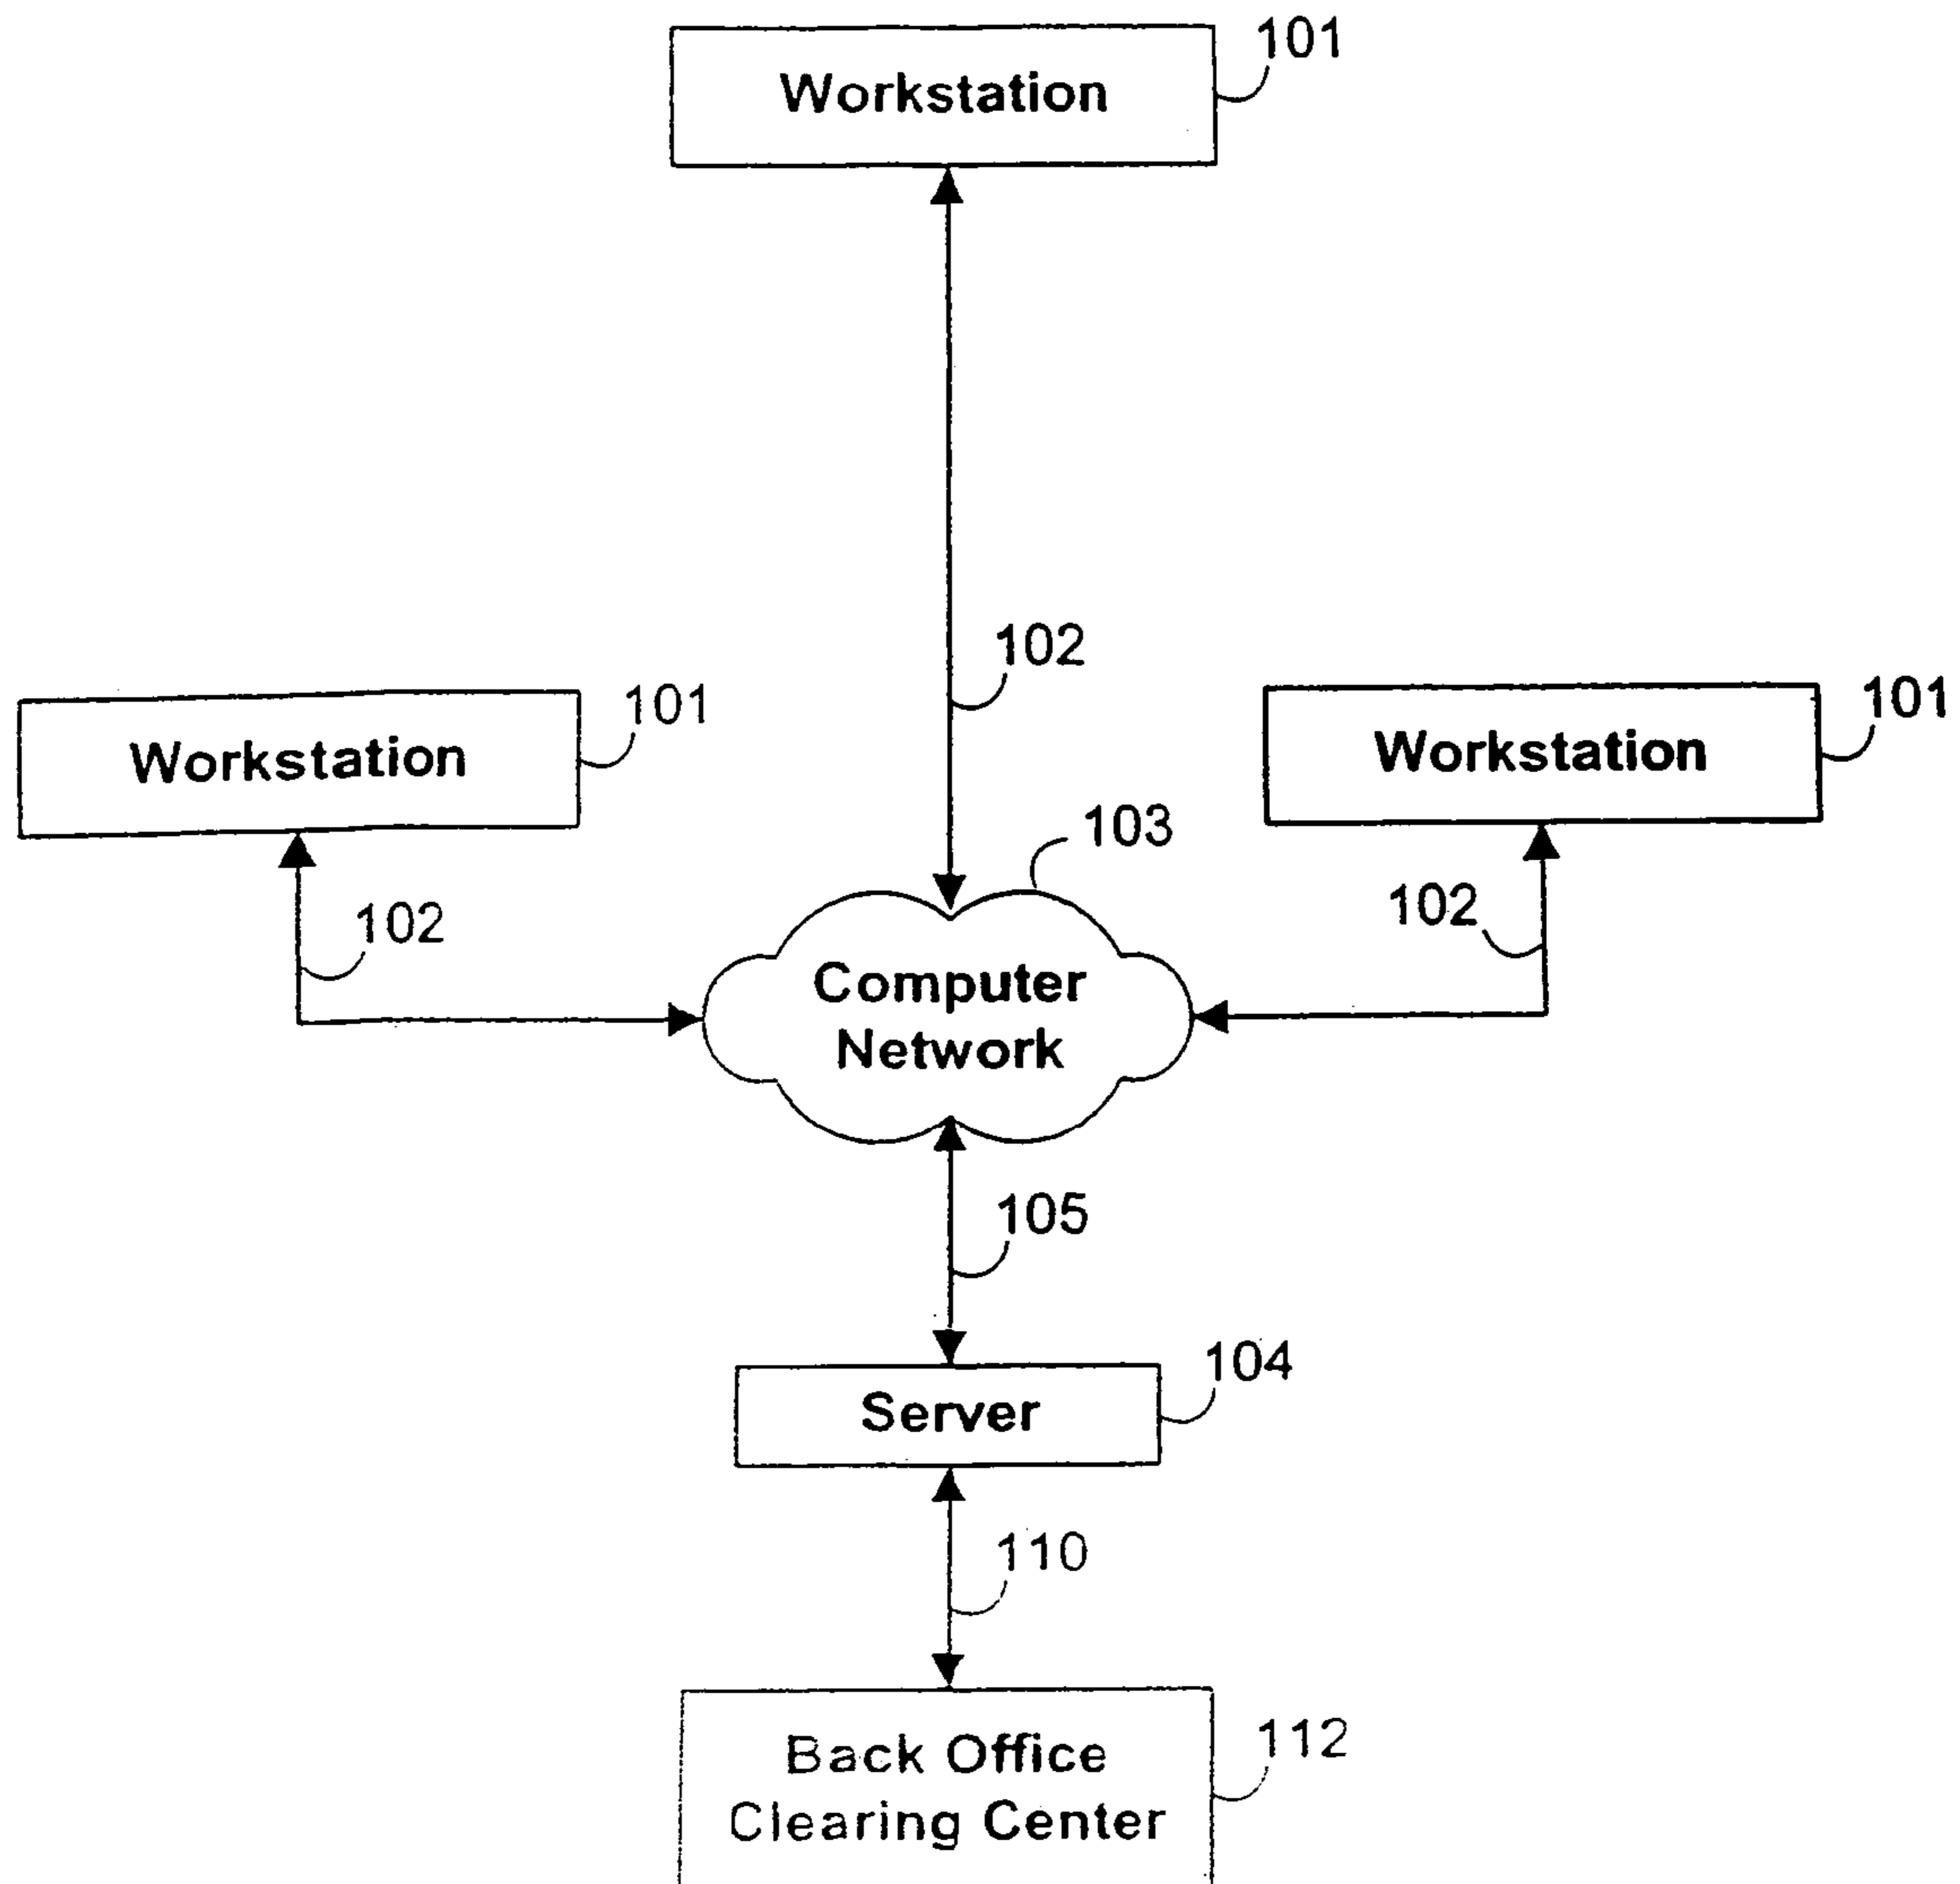 101
Workstation
102
101
Workstation
101
Workstation
103
102
102
Computer
Network
105
104
Server
110
112
Back Office
Clearing Center